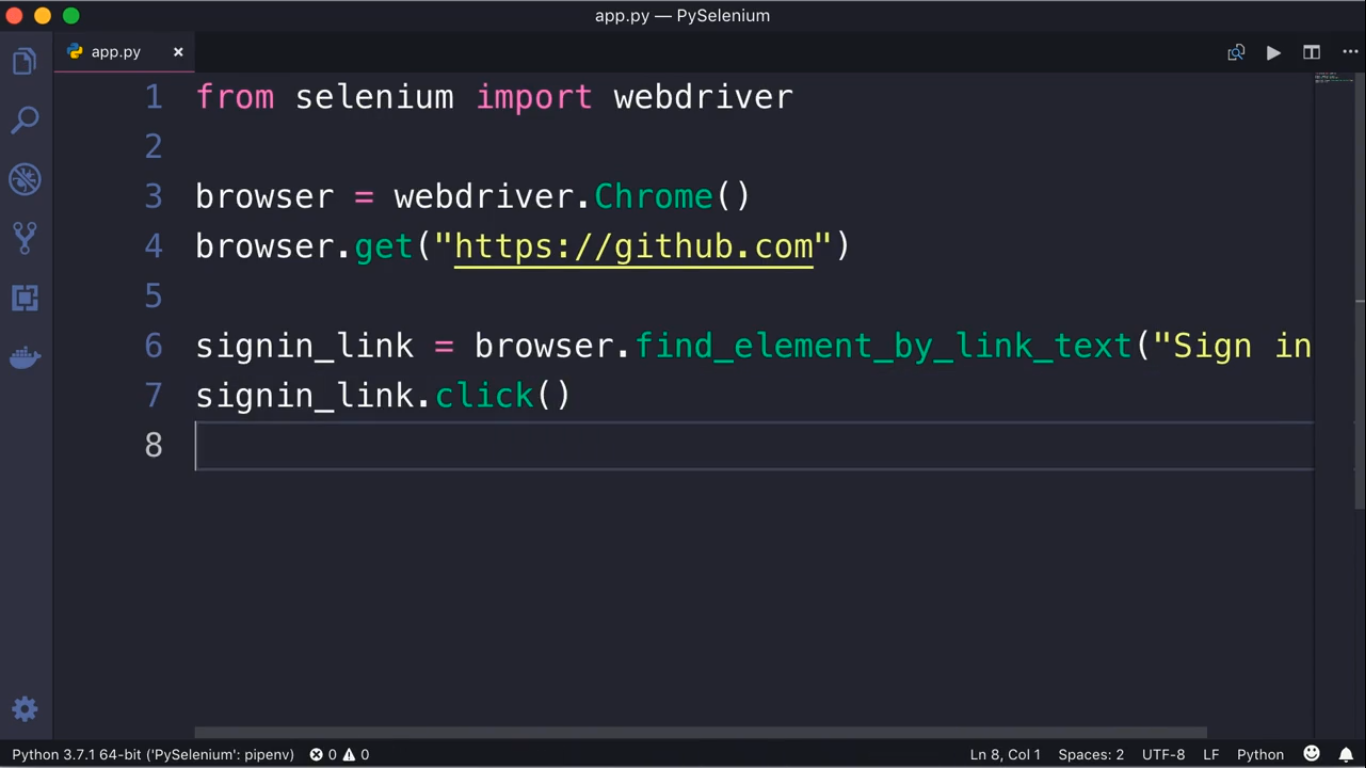 app.py — PySelenium
app.py
1 from selenium import webdriver
2
3 browser = webdriver.Chrome()
4 browser.get("https://github.com")
5
6 signin_link = browser.find_element_by_link_text("Sign in
7 signin_link.click()
8
Python 3.7.1 64-bit ('PySelenium': pipenv) 0 0 Ln 8, Col 1 Spaces: 2 UTF-8 LF Python